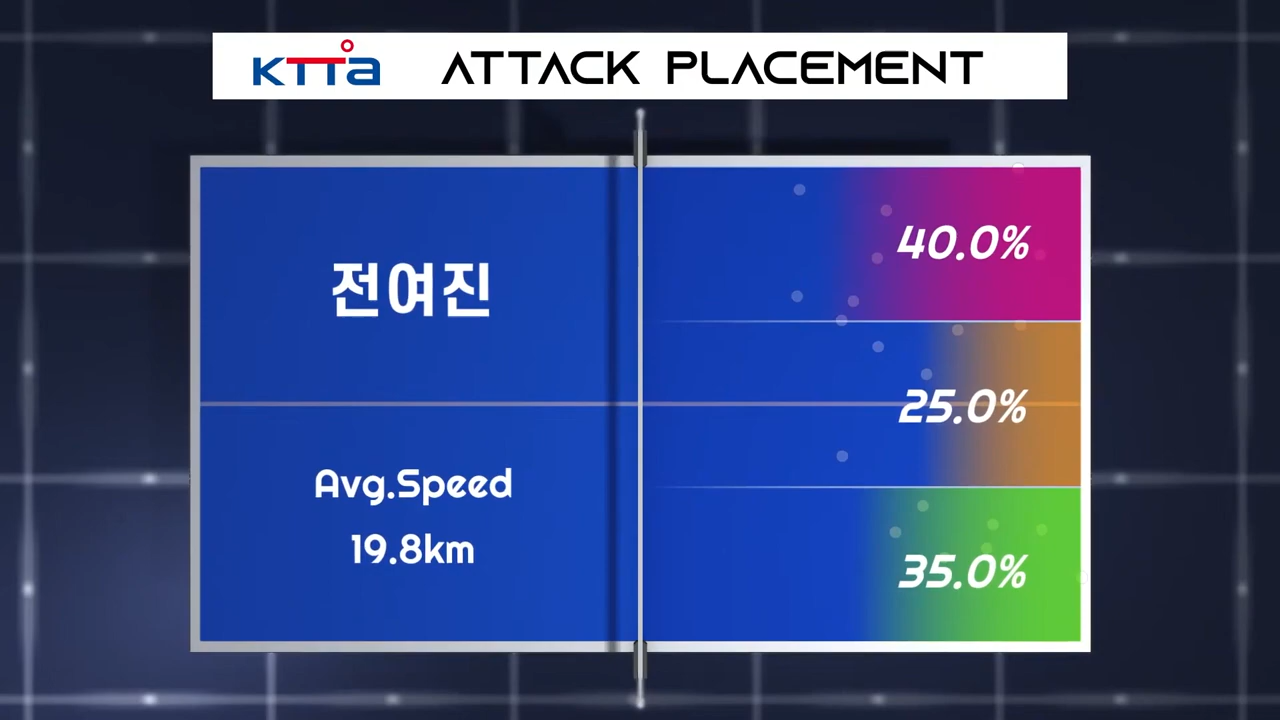 KTTa ATTACK PLACEMENT
전여진
Avg.Speed
19.8km
40.0%
25.0%
35.0%